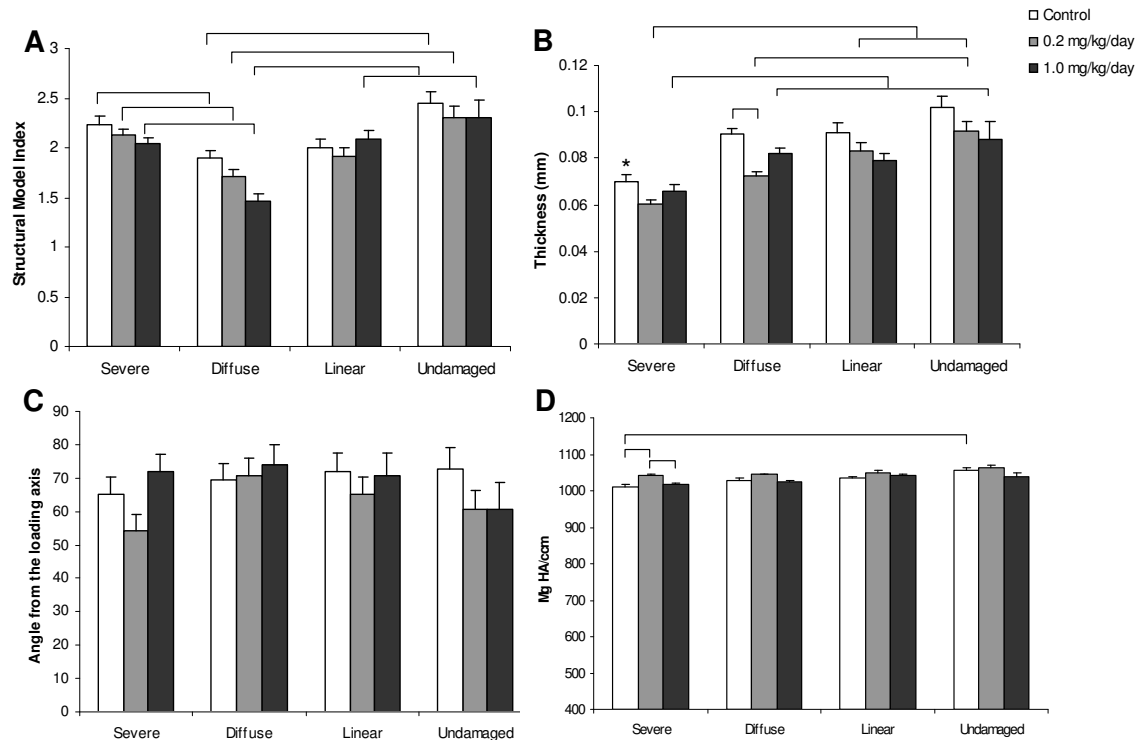 Control
0.2 mg/kg/day
1.0 mg/kg/day
A
Structural Model Index
3
2.5
2
1.5
1
0.5
0
Severe Diffuse Linear Undamaged
B
Thickness (mm)
0.12
0.1
0.08
0.06
0.04
0.02
0
*
Severe Diffuse Linear Undamaged
C
Angle from the loading axis
90
80
70
60
50
40
30
20
10
0
Severe Diffuse Linear Undamaged
D
Mg HA/ccm
1200
1100
1000
900
800
700
600
500
400
Severe Diffuse Linear Undamaged